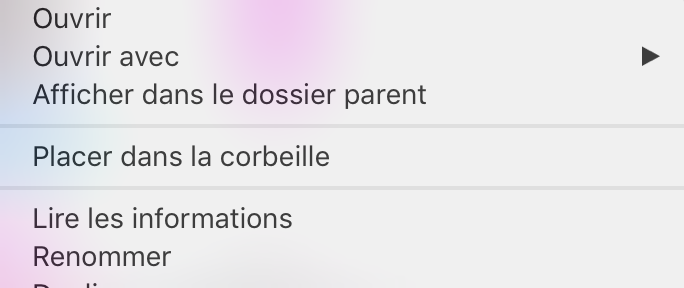 Ouvrir
Ouvrir avec
Afficher dans le dossier parent
Placer dans la corbeille
Lire les informations
Renommer